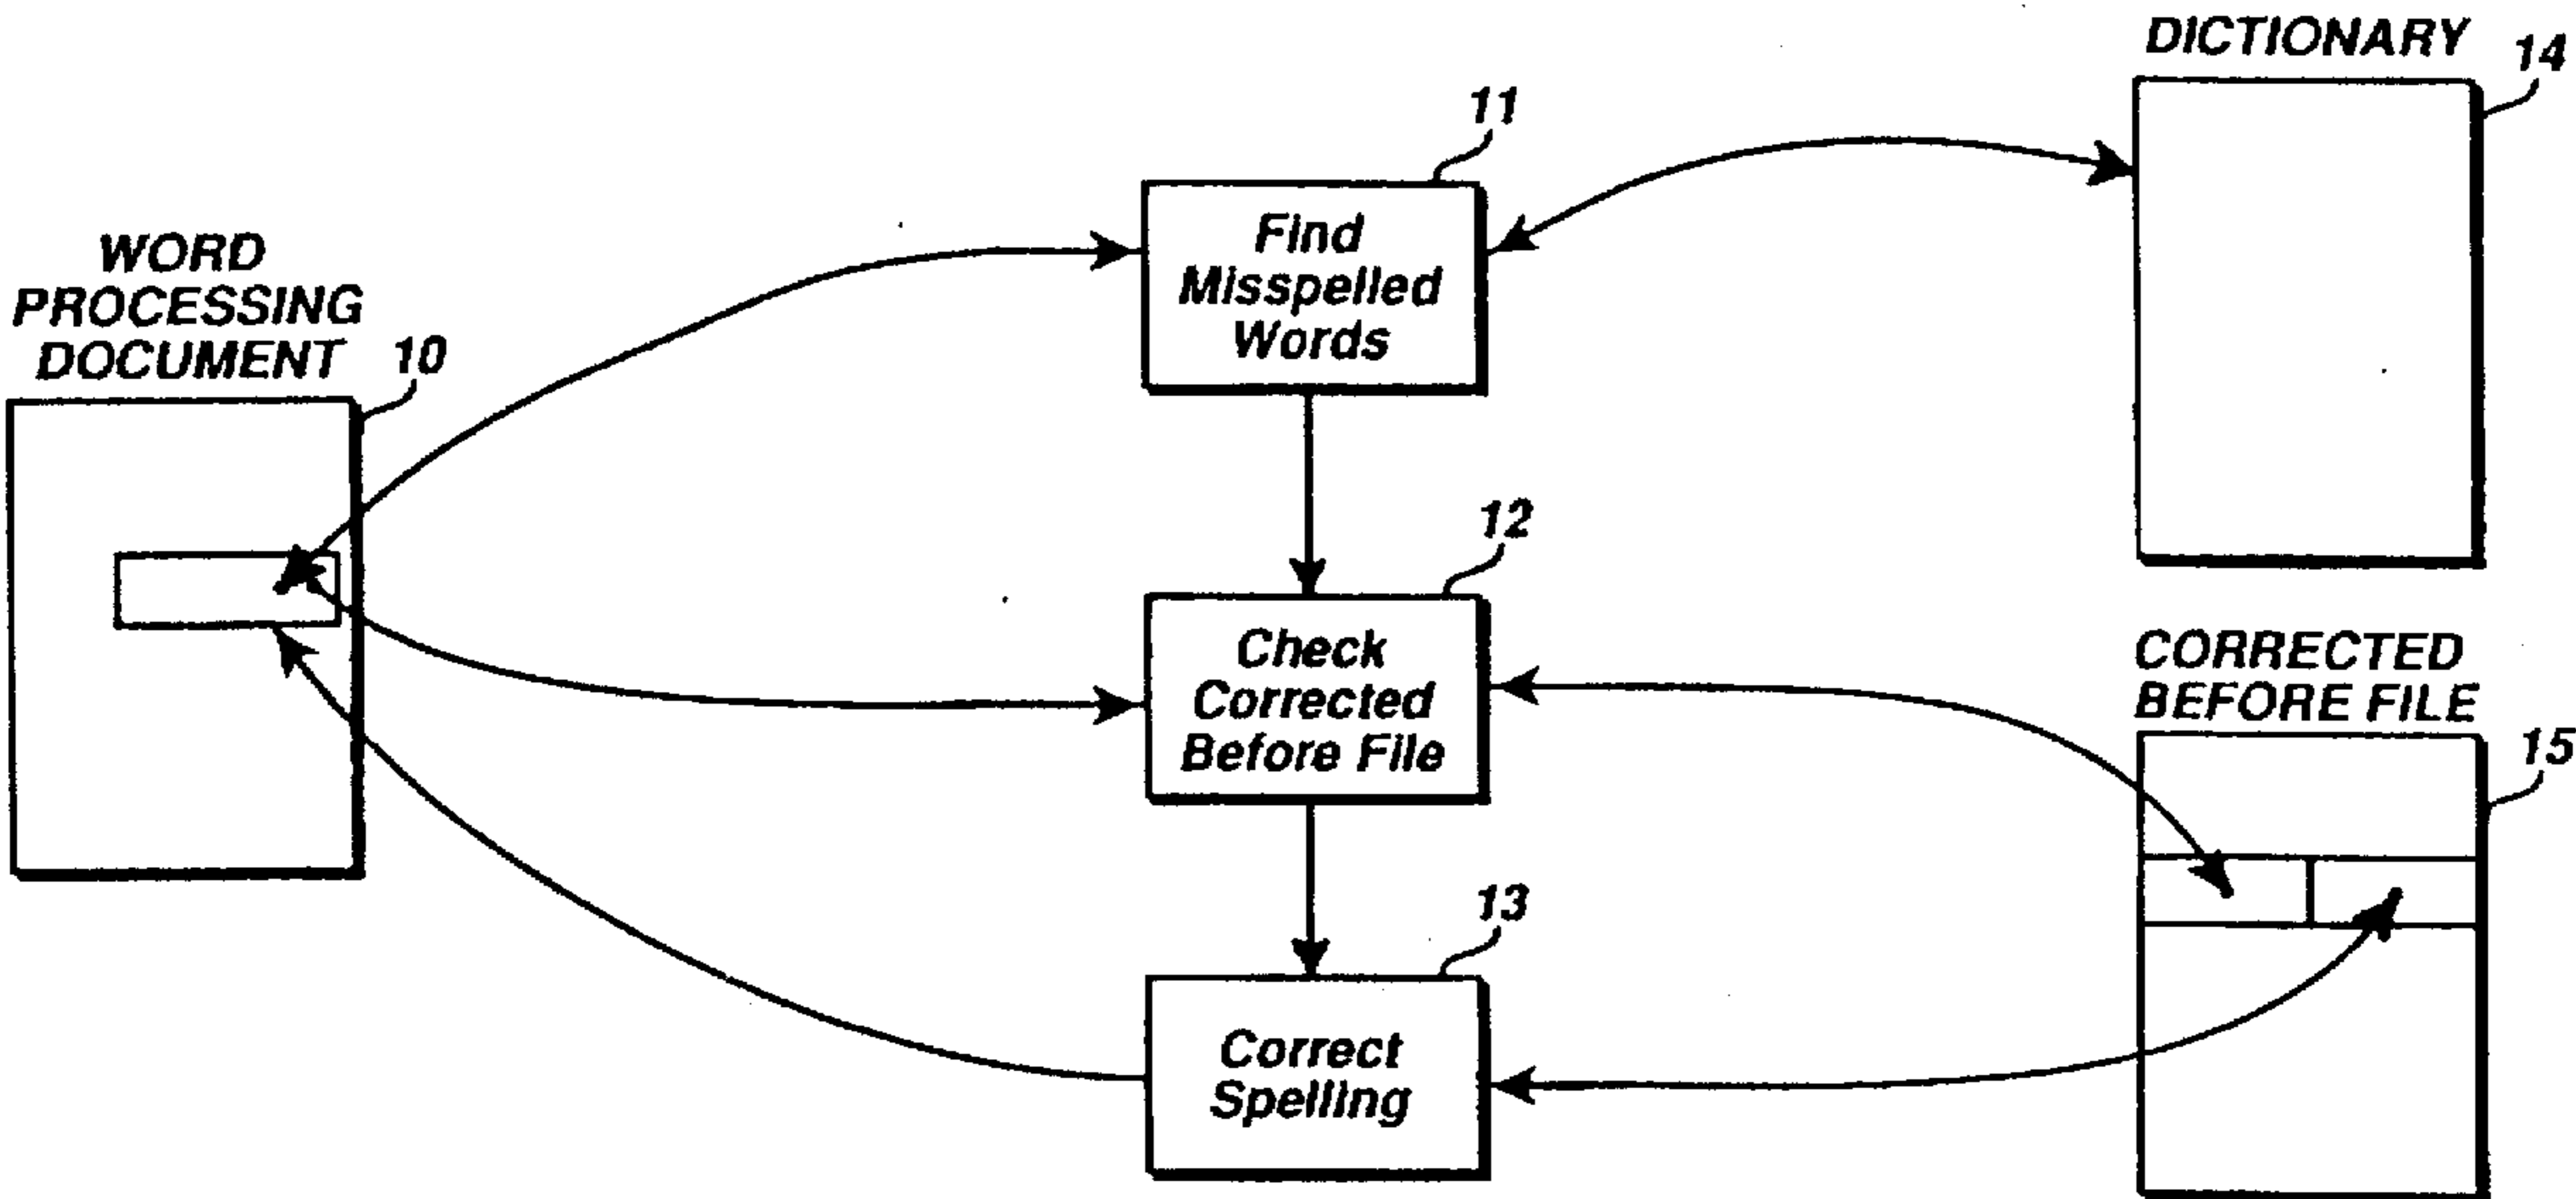 DICTIONARY
14
11
Find
Misspelled
Words
WORD
PROCESSING
DOCUMENT
10
12
Check
Corrected
Before File
CORRECTED
BEFORE FILE
15
13
Correct
Spelling